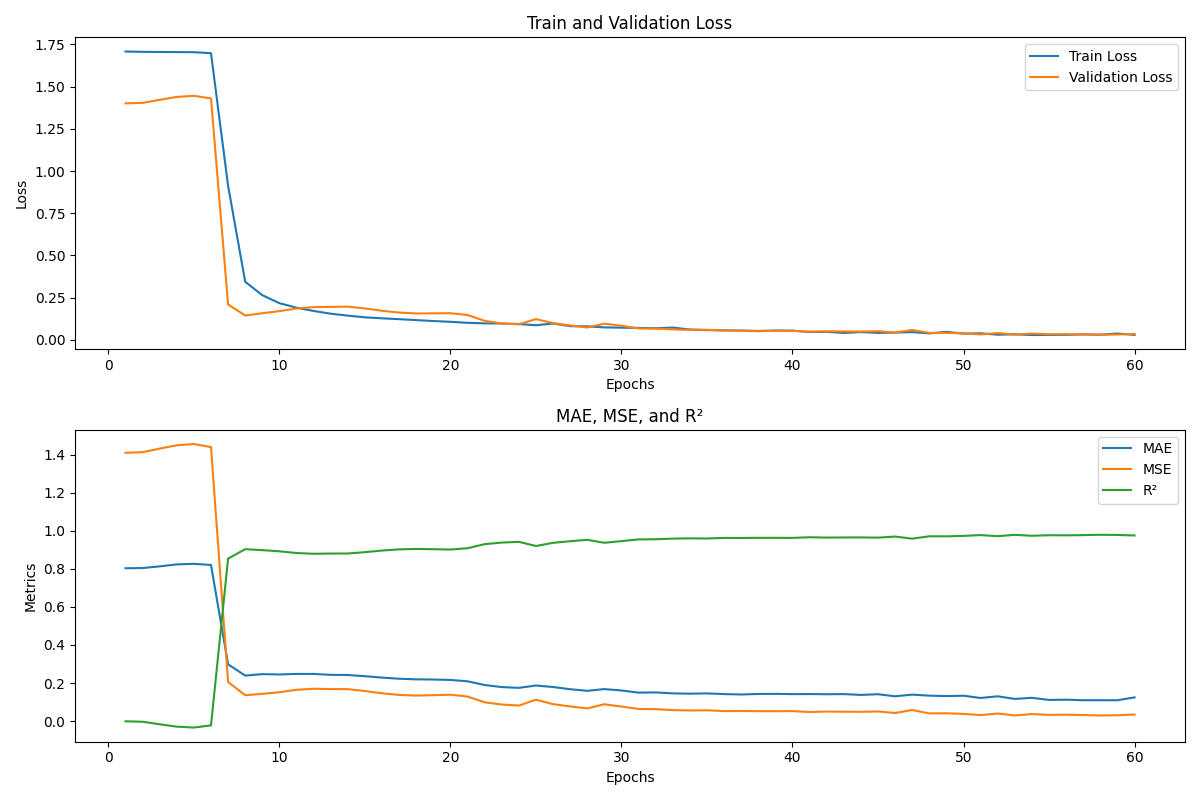 Train and Validation Loss
1.75
1.50
1.25
1.00
0.75
0.50
0.25
0.00
Loss
Train Loss
Validation Loss
0 10 20 30 40 50 60
Epochs
MAE, MSE, and R²
1.4
1.2
1.0
0.8
0.6
0.4
0.2
0.0
Metrics
MAE
MSE
R²
0 10 20 30 40 50 60
Epochs